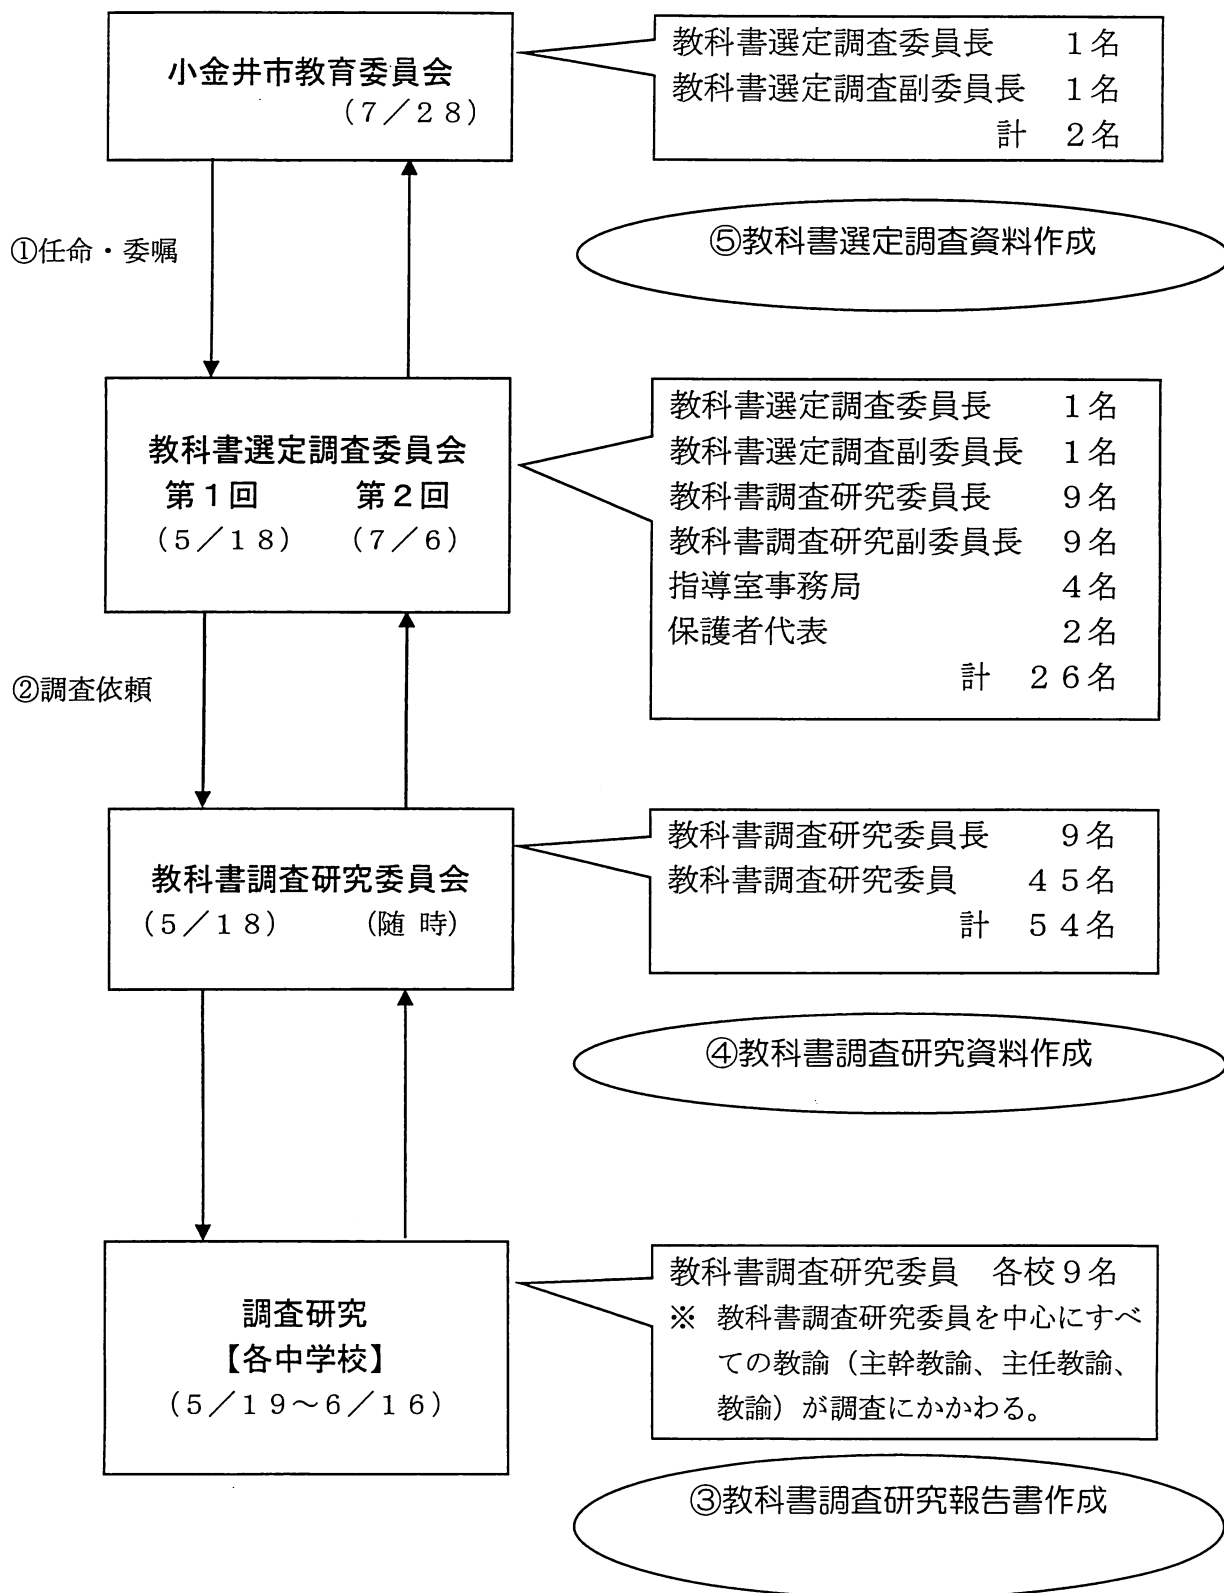 小金井市教育委員会
(7/28)
教科書選定調査委員長 1名
教科書選定調査副委員長 1名
計 2名
①任命・委嘱
⑤教科書選定調査資料作成
教科書選定調査委員会
第1回 第2回
(5/18) (7/6)
教科書選定調査委員長 1名
教科書選定調査副委員長 1名
教科書調査研究委員長 9名
教科書調査研究副委員長 9名
指導室事務局 4名
保護者代表 2名
計 26名
②調査依頼
教科書調査研究委員会
(5/18) (随時)
教科書調査研究委員長 9名
教科書調査研究委員 45名
計 54名
④教科書調査研究資料作成
調査研究
【各中学校】
(5/19~6/16)
教科書調査研究委員 各校9名
※ 教科書調査研究委員を中心にすべ
ての教諭(主幹教諭、主任教諭、
教諭)が調査にかかわる。
③教科書調査研究報告書作成